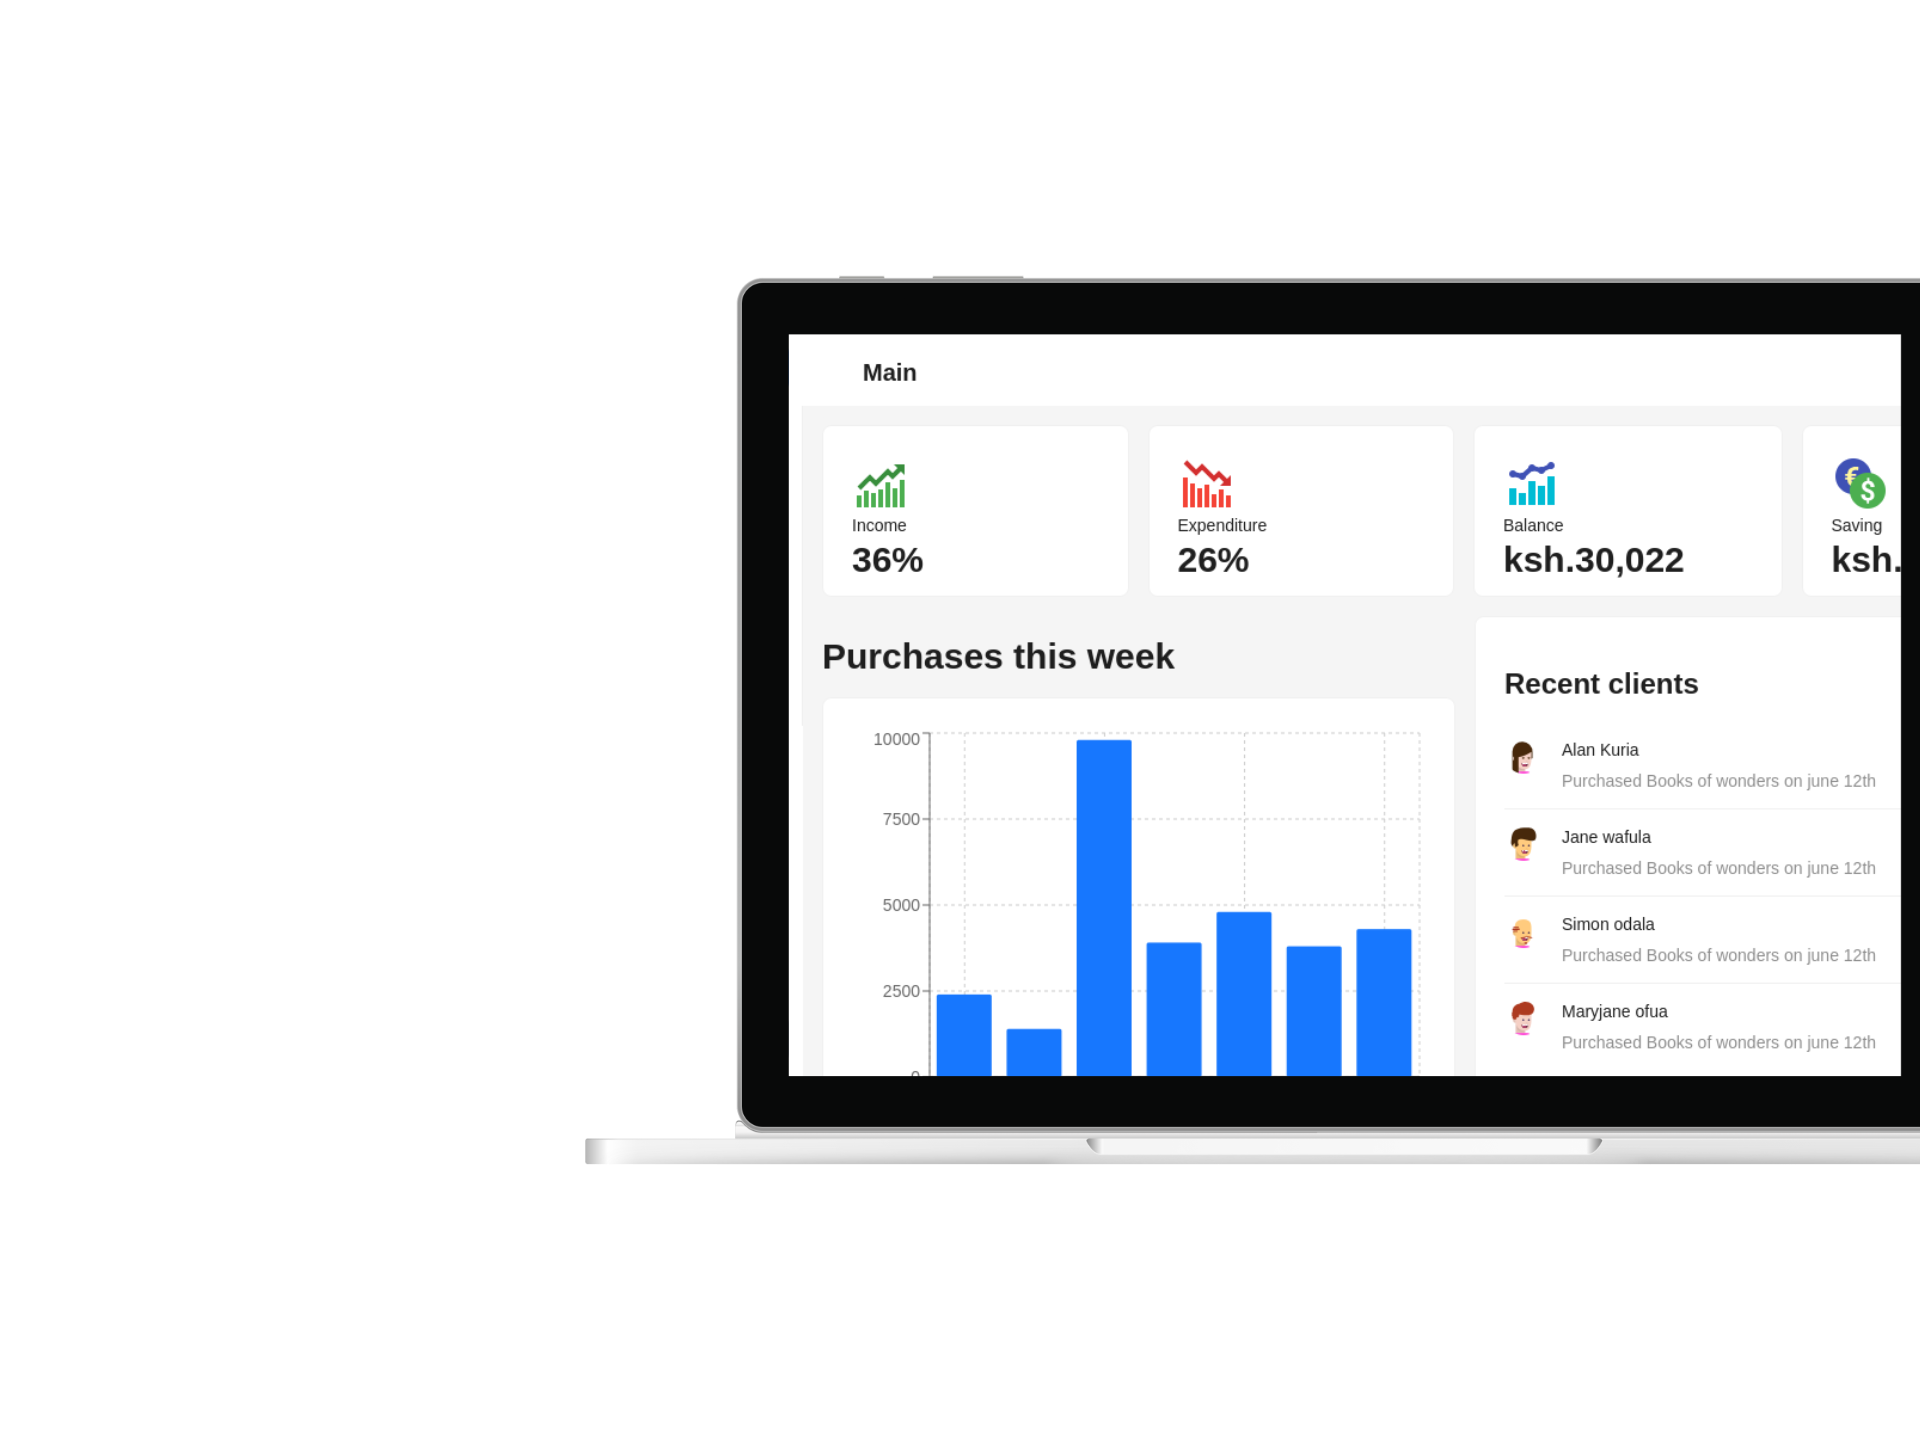 Main
Income
36%
Expenditure
26%
Balance
ksh.30,022
Saving
ksh.
Purchases this week
10000
7500
5000
2500
0
Recent clients
Alan Kuria
Purchased Books of wonders on june 12th
Jane wafula
Purchased Books of wonders on june 12th
Simon odala
Purchased Books of wonders on june 12th
Maryjane ofua
Purchased Books of wonders on june 12th